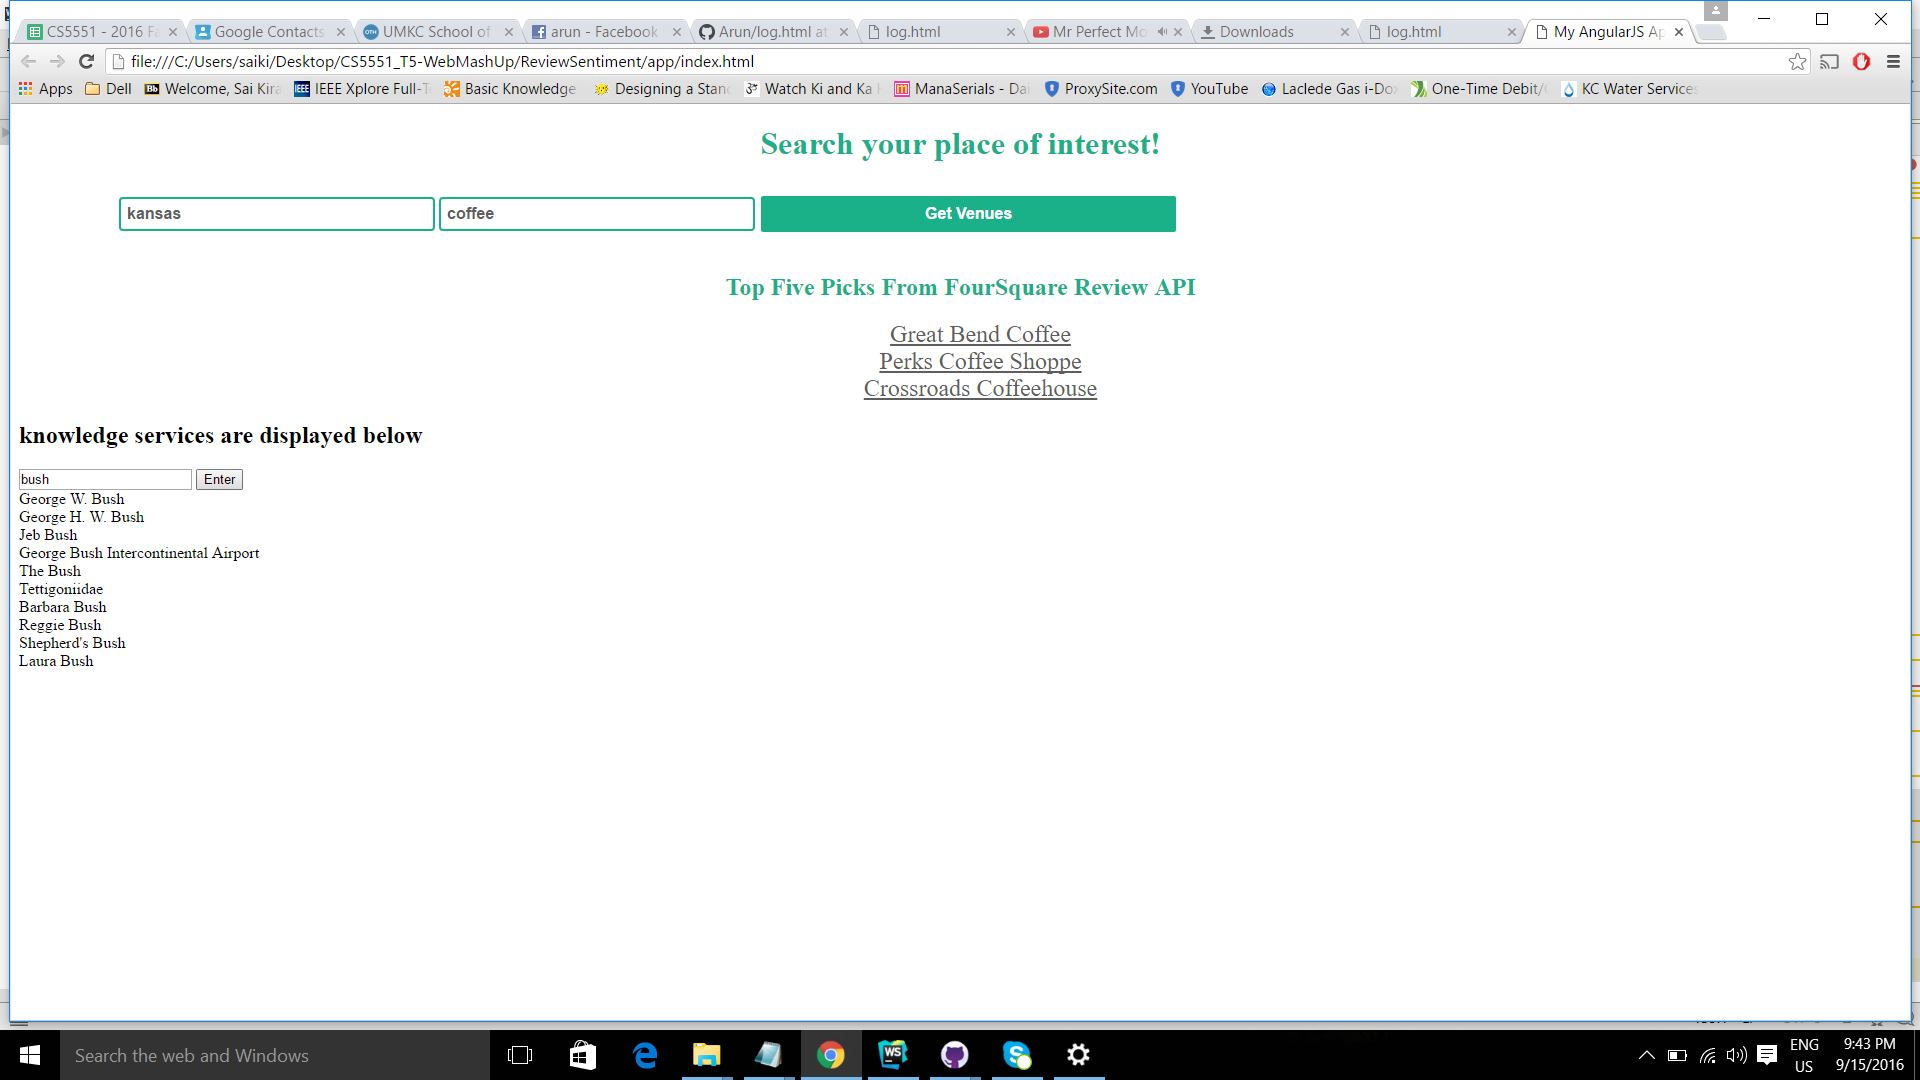 CS5551 - 2016 Fa
Google Contacts
UMKC School of
arun - Facebook
Arun/log.html at
log.html
Mr Perfect Mo
Downloads
log.html
My AngularJS Ap
file:///C:/Users/saiki/Desktop/CS5551_T5-WebMashUp/ReviewSentiment/app/index.html
Apps
Dell
Bb Welcome, Sai Kira
IEEE IEEE Xplore Full-T
Basic Knowledge
Designing a Stan
Watch Ki and Ka
ManaSerials - Dai
ProxySite.com
YouTube
Laclede Gas i-Do
One-Time Debit/
KC Water Services
Search your place of interest!
kansas
coffee
Get Venues
Top Five Picks From FourSquare Review API
Great Bend Coffee
Perks Coffee Shoppe
Crossroads Coffeehouse
knowledge services are displayed below
bush
Enter
George W. Bush
George H. W. Bush
Jeb Bush
George Bush Intercontinental Airport
The Bush
Tettigoniidae
Barbara Bush
Reggie Bush
Shepherd's Bush
Laura Bush
Search the web and Windows
WS
ENG
US
9:43 PM
9/15/2016